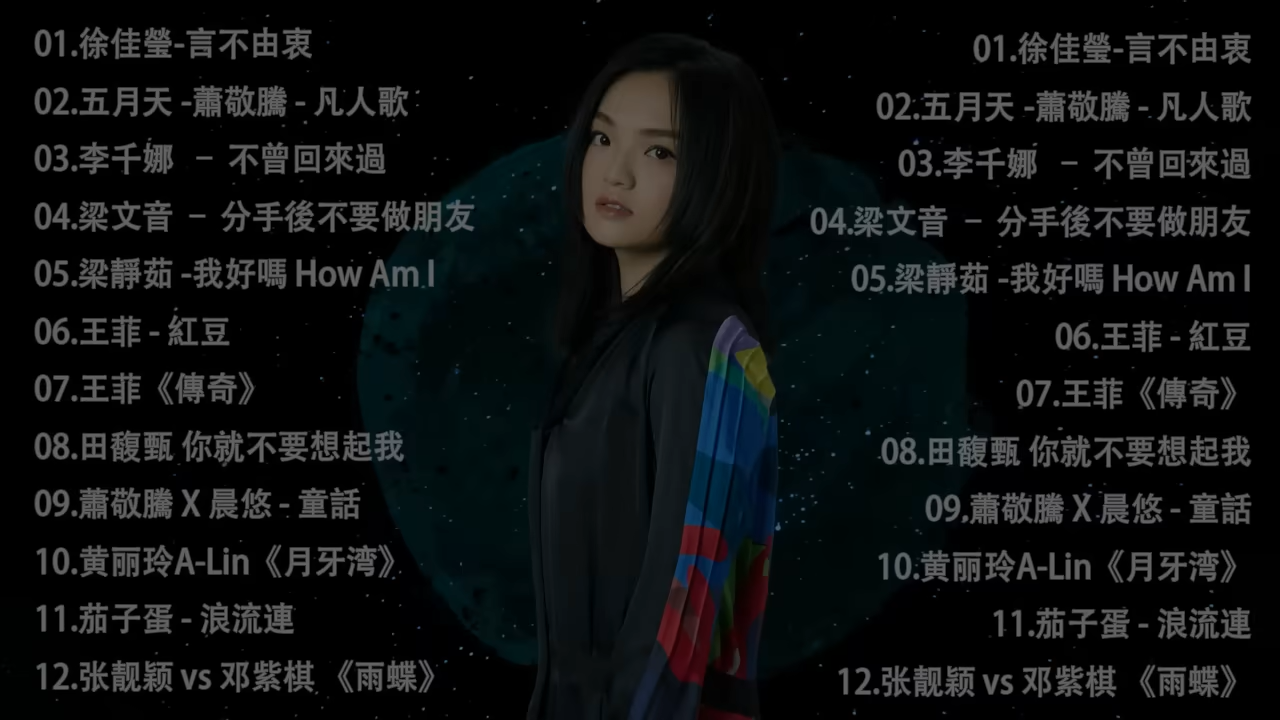 01.徐佳瑩-言不由衷
02.五月天 -蕭敬騰 - 凡人歌
03.李千娜 – 不曾回來過
04.梁文音 – 分手後不要做朋友
05.梁靜茹 -我好嗎 How Am I
06.王菲 - 紅豆
07.王菲《傳奇》
08.田馥甄 你就不要想起我
09.蕭敬騰 X 晨悠 - 童話
10.黄丽玲A-Lin《月牙湾》
11.茄子蛋 - 浪流連
12.张靓颖 vs 邓紫棋 《雨蝶》
01.徐佳瑩-言不由衷
02.五月天 -蕭敬騰 - 凡人歌
03.李千娜 – 不曾回來過
04.梁文音 – 分手後不要做朋友
05.梁靜茹 -我好嗎 How Am I
06.王菲 - 紅豆
07.王菲《傳奇》
08.田馥甄 你就不要想起我
09.蕭敬騰 X 晨悠 - 童話
10.黄丽玲A-Lin《月牙湾》
11.茄子蛋 - 浪流連
12.张靓颖 vs 邓紫棋 《雨蝶》